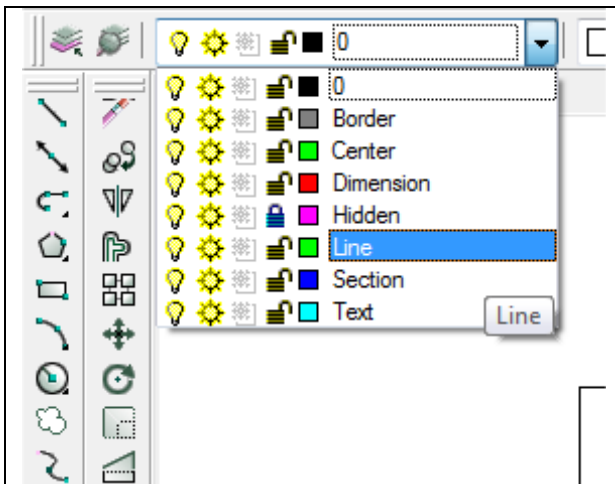 0
0
Border
Center
Dimension
Hidden
Line
Section
Text
Line